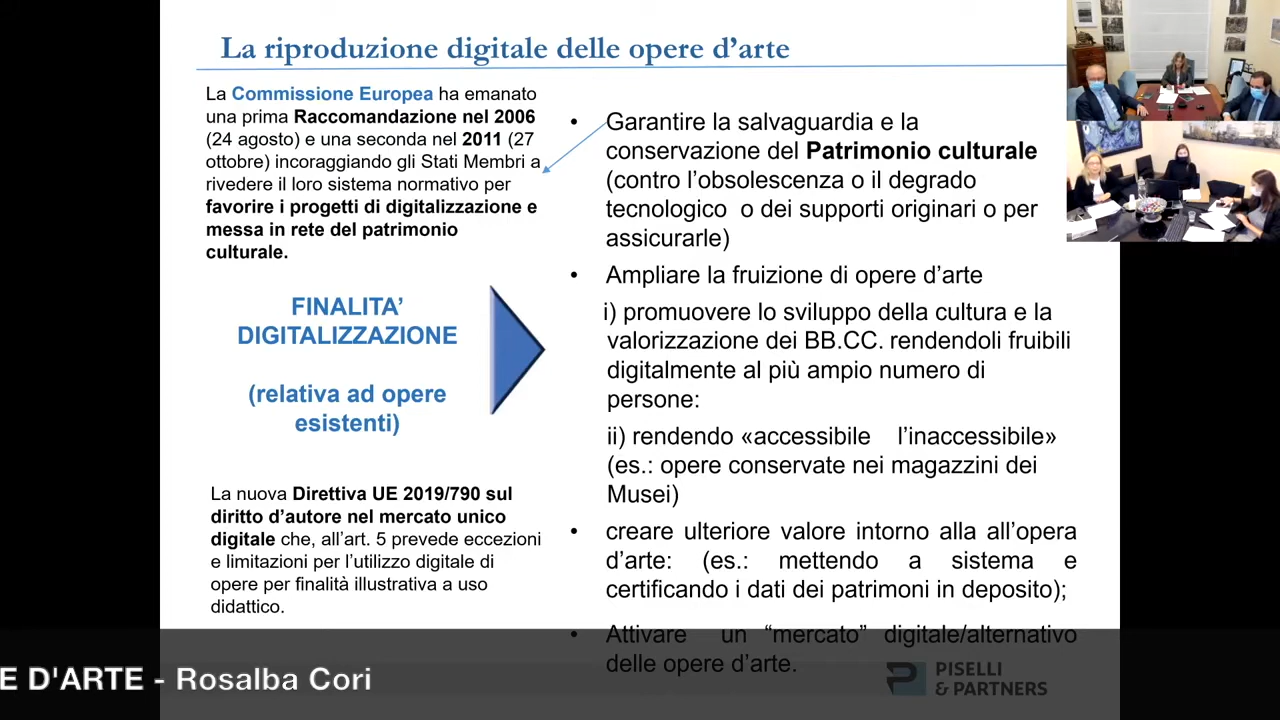 La riproduzione digitale delle opere d’arte
La Commissione Europea ha emanato
una prima Raccomandazione nel 2006
(24 agosto) e una seconda nel 2011 (27
ottobre) incoraggiando gli Stati Membri a
rivedere il loro sistema normativo per
favorire i progetti di digitalizzazione e
messa in rete del patrimonio
culturale.
FINALITA’
DIGITALIZZAZIONE
(relativa ad opere
esistenti)
La nuova Direttiva UE 2019/790 sul
diritto d’autore nel mercato unico
digitale che, all’art. 5 prevede eccezioni
e limitazioni per l’utilizzo digitale di
opere per finalità illustrativa a uso
didattico.
• Garantire la salvaguardia e la
conservazione del Patrimonio culturale
(contro l’obsolescenza o il degrado
tecnologico o dei supporti originari o per
assicurarle)
• Ampliare la fruizione di opere d’arte
i) promuovere lo sviluppo della cultura e la
valorizzazione dei BB.CC. rendendoli fruibili
digitalmente al più ampio numero di
persone:
ii) rendendo «accessibile l’inaccessibile»
(es.: opere conservate nei magazzini dei
Musei)
• creare ulteriore valore intorno alla all’opera
d’arte: (es.: mettendo a sistema e
certificando i dati dei patrimoni in deposito);
• Attivare un “mercato” digitale/alternativo
delle opere d’arte.
PISELLI
& PARTNERS
E D'ARTE - Rosalba Cori